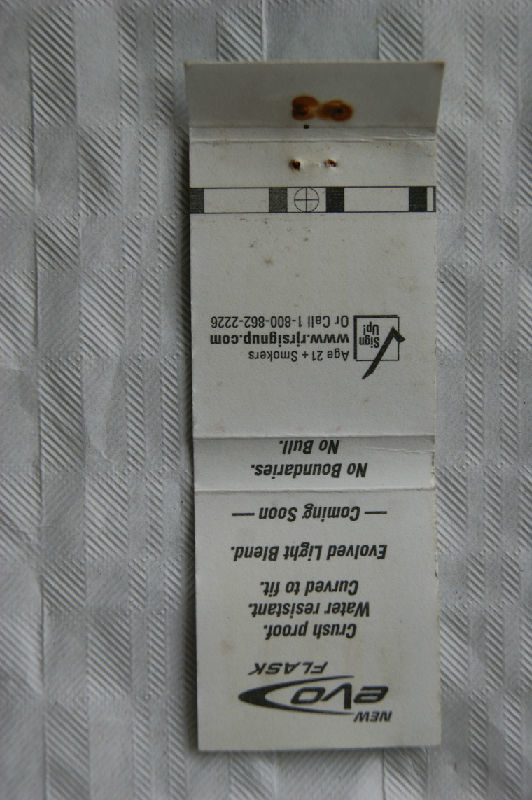 NEW
evo
FLASK
Crush proof.
Water resistant.
Curved to fit.
Evolved Light Blend.
— Coming Soon —
No Boundaries.
No Bull.
Sign Up!
Age 21 + Smokers
www.rjrsignup.com
Or Call 1-800-862-2226